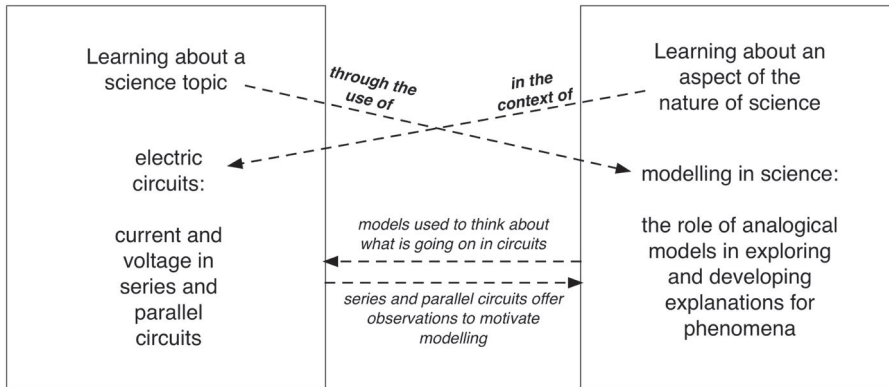 Learning about a
science topic
through the
use of
in the
context of
Learning about an
aspect of the
nature of science
electric
circuits:
modelling in science:
current and
voltage in
series and
parallel
circuits
models used to think about
what is going on in circuits
series and parallel circuits offer
observations to motivate
modelling
the role of analogical
models in exploring
and developing
explanations for
phenomena